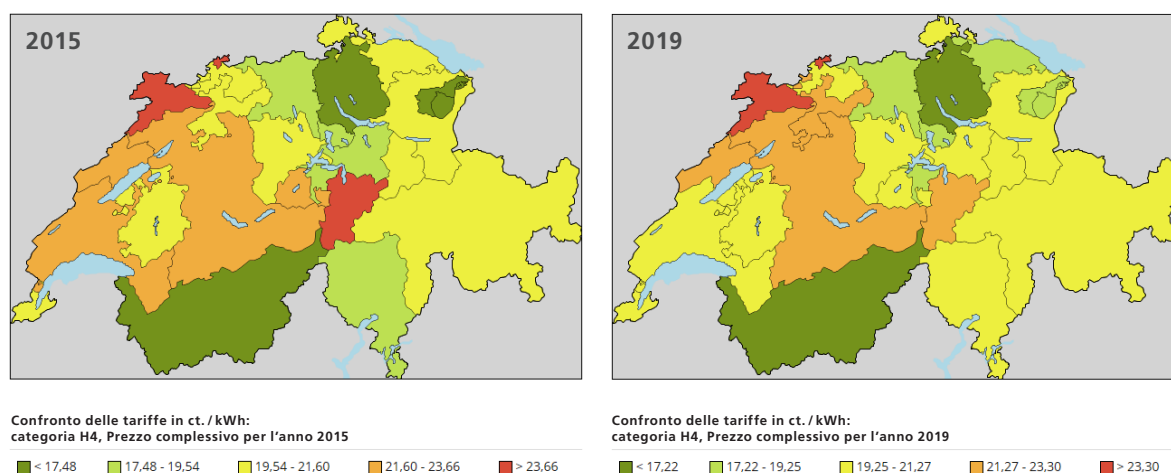 2015
2019
Confronto delle tariffe in ct. / kWh:
categoria H4, Prezzo complessivo per l'anno 2015
< 17,48
17,48 - 19,54
19,54 - 21,60
21,60 - 23,66
> 23,66
Confronto delle tariffe in ct. / kWh:
categoria H4, Prezzo complessivo per l'anno 2019
< 17,22
17,22 - 19,25
19,25 - 21,27
21,27 - 23,30
> 23,30